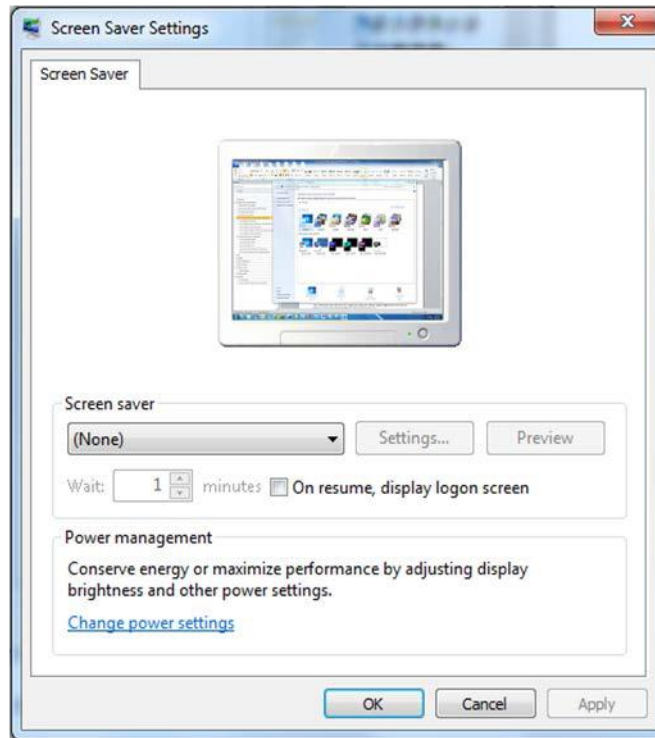 Screen Saver Settings
Screen Saver
Screen saver
(None)
Settings...
Preview
Wait: 1 minutes
On resume, display logon screen
Power management
Conserve energy or maximize performance by adjusting display
brightness and other power settings.
Change power settings
OK
Cancel
Apply